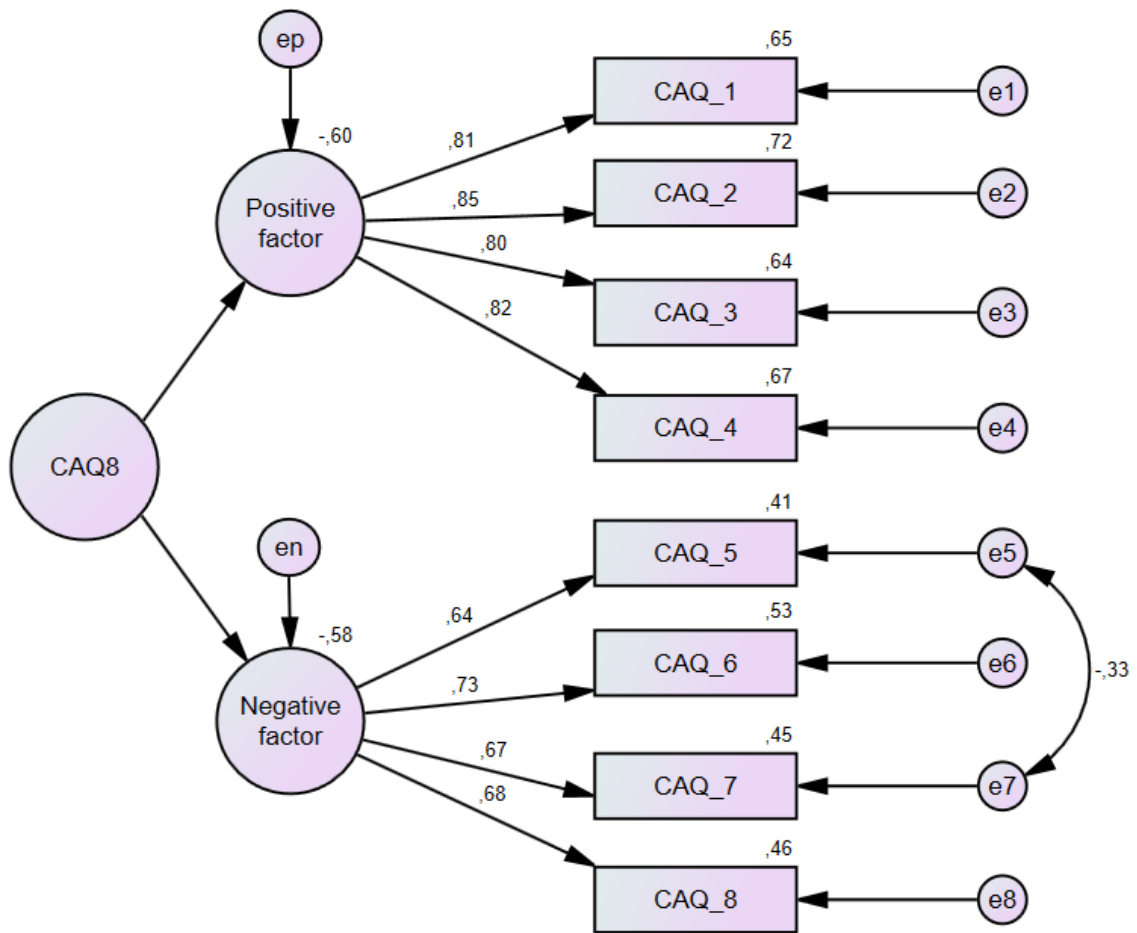 ep
,65
CAQ_1
e1
-,60
,81
,72
CAQ_2
e2
Positive
factor
,85
,80
,64
CAQ_3
e3
,82
,67
CAQ_4
e4
CAQ8
,41
CAQ_5
e5
en
-,58
,64
,53
CAQ_6
e6
-,33
Negative
factor
,73
,67
,45
CAQ_7
e7
,68
,46
CAQ_8
e8